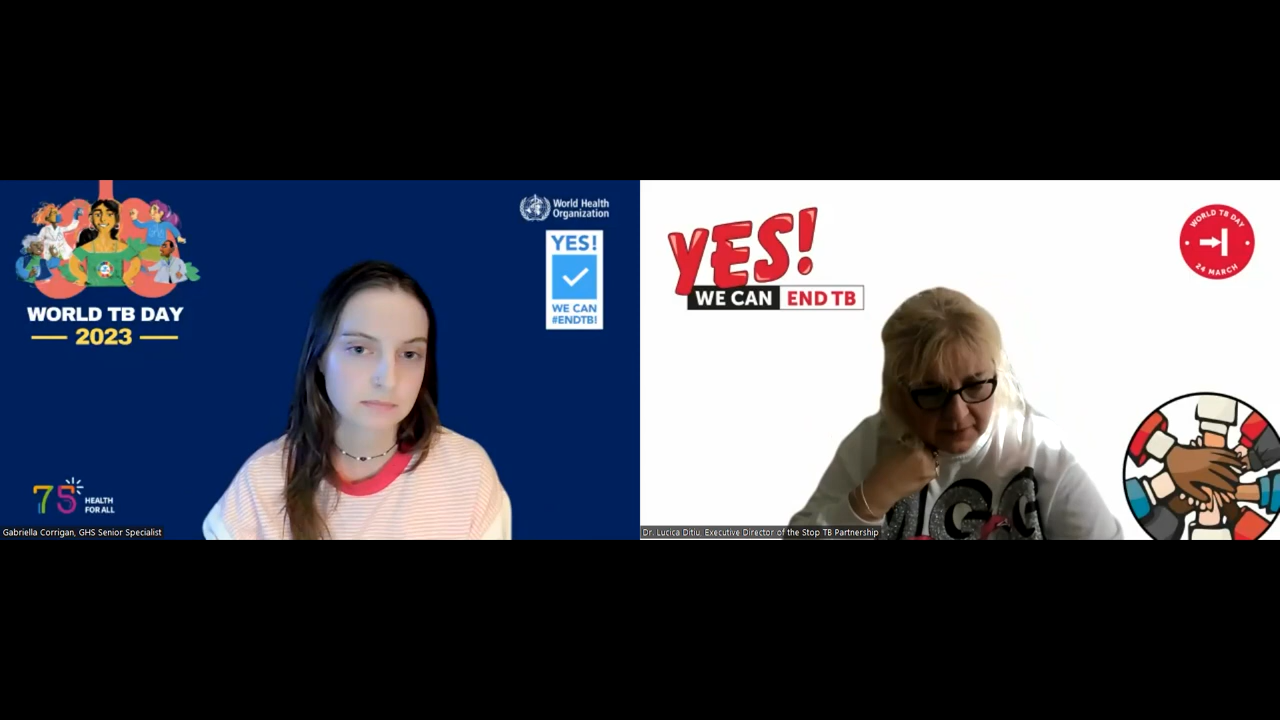 WORLD TB DAY
2023
75
HEALTH
FOR ALL
Gabriella Corrigan, GHS Senior Specialist
World Health
Organization
YES!
WE CAN
#ENDTB!
YES!
WE CAN END TB
WORLD TB DAY
24 MARCH
Dr. Lucica Ditiu, Executive Director of the Stop TB Partnership